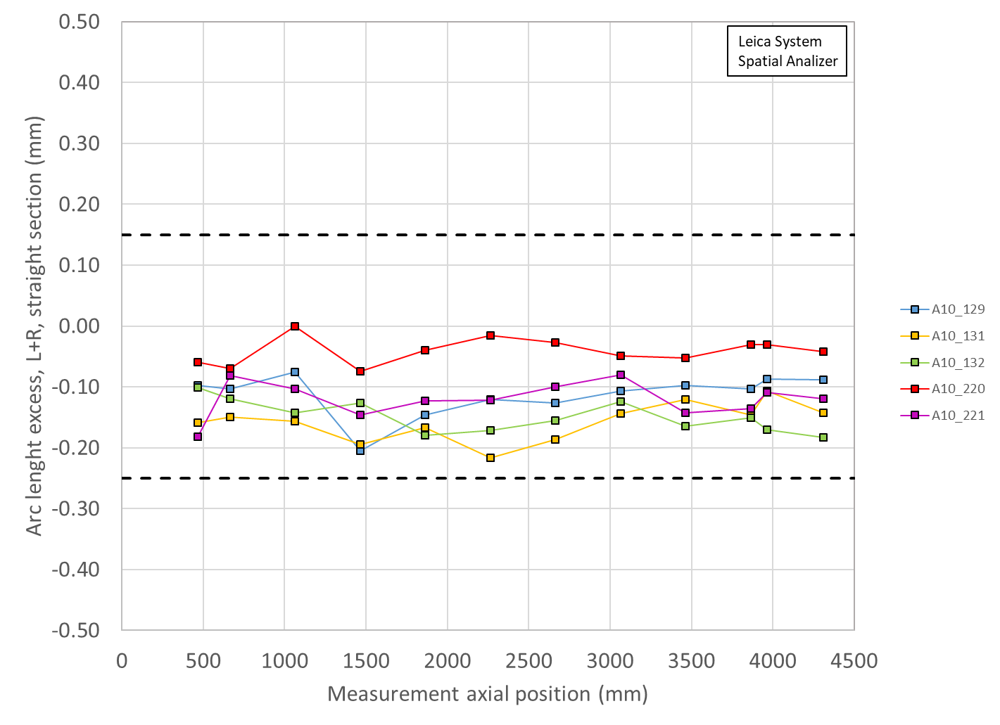 0.50
0.40
0.30
0.20
0.10
0.00
-0.10
-0.20
-0.30
-0.40
-0.50
Arc lenght excess, L+R, straight section (mm)
Leica System
Spatial Analizer
0 500 1000 1500 2000 2500 3000 3500 4000 4500
Measurement axial position (mm)
A10_129
A10_131
A10_132
A10_220
A10_221